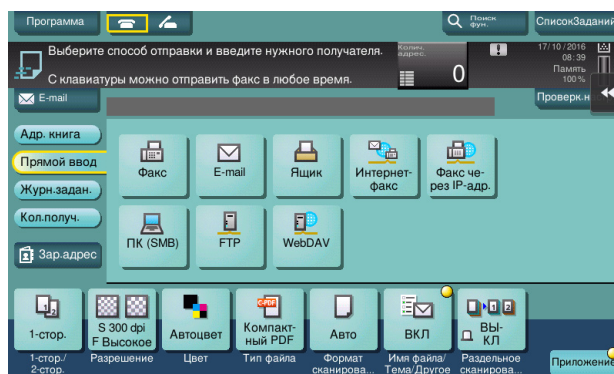 Программа
Поиск
фун.
СписокЗаданий
Выберите способ отправки и введите нужного получателя.
С клавиатуры можно отправить факс в любое время.
Колич.
адрес.
0
17/10/2016
08:39
Память
100%
E-mail
Проверк.н
Адр. книга
Прямой ввод
Журн.задан.
Кол.получ.
Зар.адрес
Факс
E-mail
Ящик
Интернет-
факс
Факс че-
рез IP-адр.
ПК (SMB)
FTP
WebDAV
1-стор.
S 300 dpi
F Высокое
Автоцвет
C-PDF
Компакт-
ный PDF
Авто
ВКЛ
ВЫ-
КЛ
1-стор./
2-стор.
Разрешение
Цвет
Тип файла
Формат
сканирова...
Имя файла/
Тема/Другое
Раздельное
сканирова...
Приложение